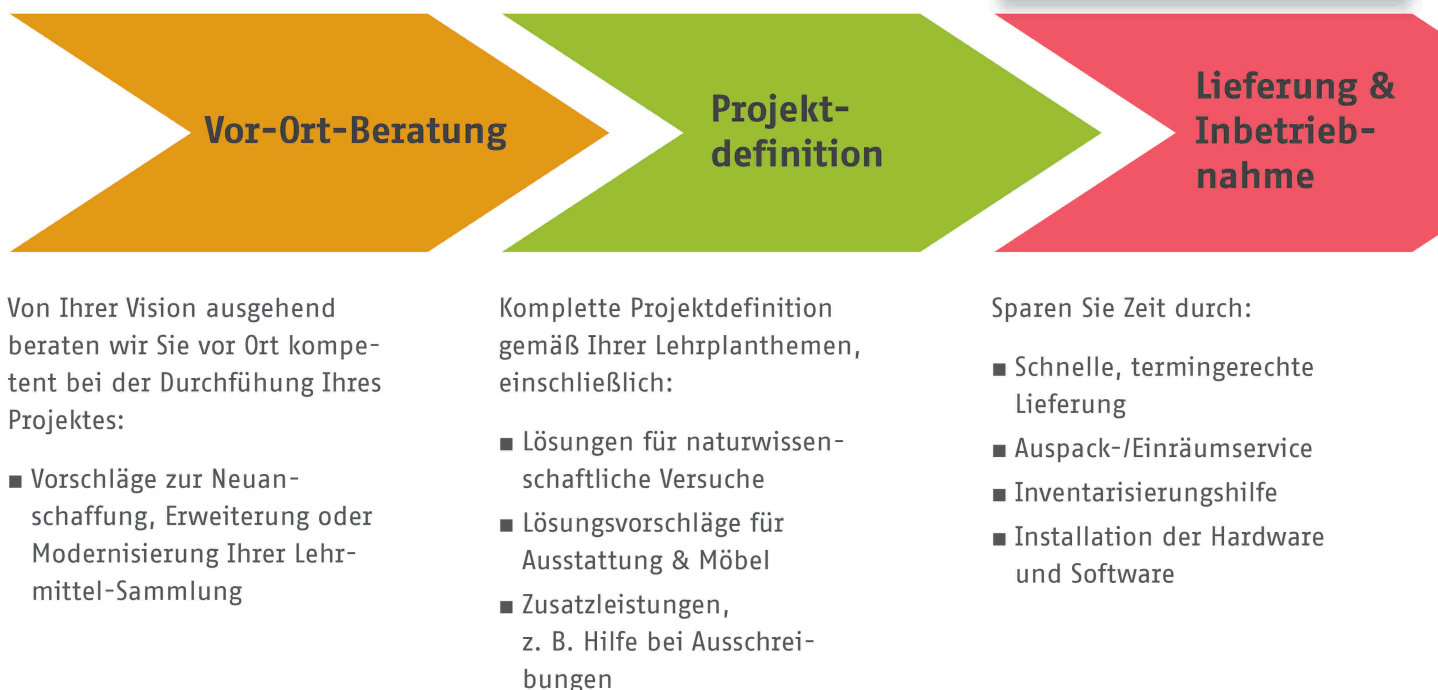 Vor-Ort-Beratung
Projekt-
definition
Lieferung &
Inbetrieb-
nahme
Von Ihrer Vision ausgehend
beraten wir Sie vor Ort kompe-
tent bei der Durchfühung Ihres
Projektes:
■ Vorschläge zur Neuan-
schaffung, Erweiterung oder
Modernisierung Ihrer Lehr-
mittel-Sammlung
Komplette Projektdefinition
gemäß Ihrer Lehrplanthemen,
einschließlich:
■ Lösungen für naturwissen-
schaftliche Versuche
■ Lösungsvorschläge für
Ausstattung & Möbel
■ Zusatzleistungen,
z. B. Hilfe bei Ausschrei-
bungen
Sparen Sie Zeit durch:
■ Schnelle, termingerechte
Lieferung
■ Auspack-/Einräumservice
■ Inventarisierungshilfe
■ Installation der Hardware
und Software